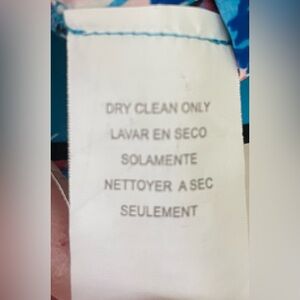 DRY CLEAN ONLY
LAVAR EN SECO
SOLAMENTE
NETTOYER A SEC
SEULEMENT